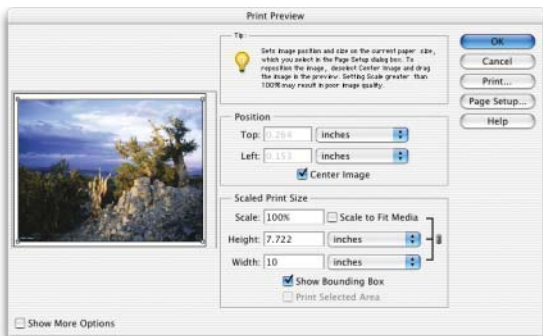 Print Preview
Tip:
Sets image position and size on the current paper size,
which you select in the Page Setup dialog box. To
reposition the image, deselect Center Image and drag
the image in the preview. Setting Scale greater than
100% may result in poor image quality.
OK
Cancel
Print...
Page Setup...
Help
Position
Top: 0.264 inches
Left: 0.153 inches
Center Image
Scaled Print Size
Scale: 100% Scale to Fit Media
Height: 7.722 inches
Width: 10 inches
Show Bounding Box
Print Selected Area
Show More Options